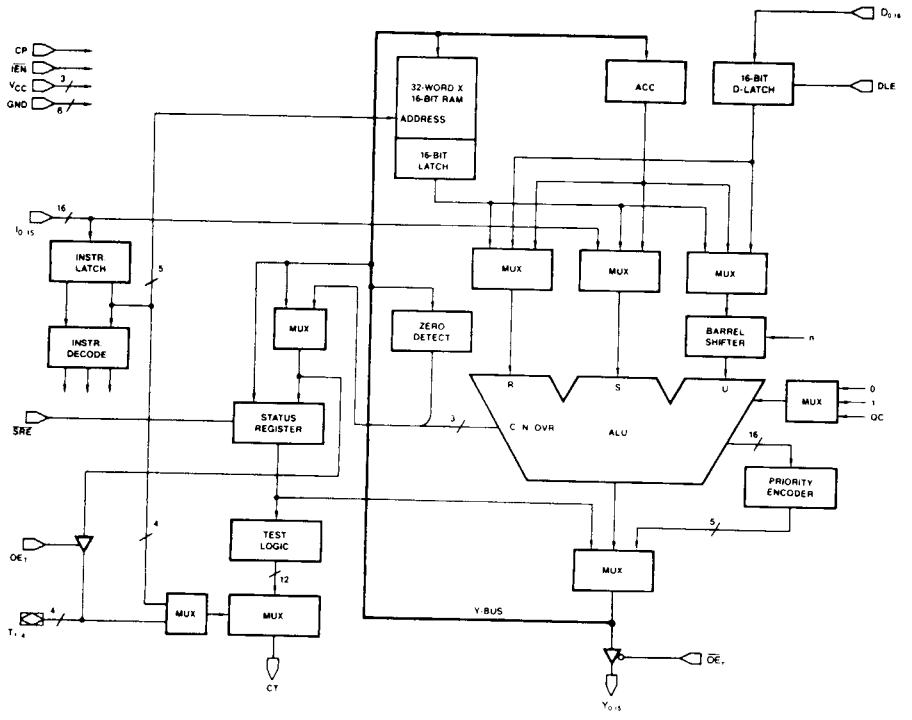 CP
IEN
VCC
3
GND
6
D0-15
32-WORD X
16-BIT RAM
ADDRESS
16-BIT
LATCH
ACC
16-BIT
D-LATCH
DLE
I0-15
16
INSTR.
LATCH
5
INSTR.
DECODE
MUX
MUX
MUX
MUX
ZERO
DETECT
BARREL
SHIFTER
n
R
S
U
MUX
0
1
QC
SRE
STATUS
REGISTER
3
C N OVR
ALU
16
PRIORITY
ENCODER
5
4
TEST
LOGIC
12
OET
T1-4
4
MUX
MUX
MUX
CT
Y-BUS
OEY
Y0-15